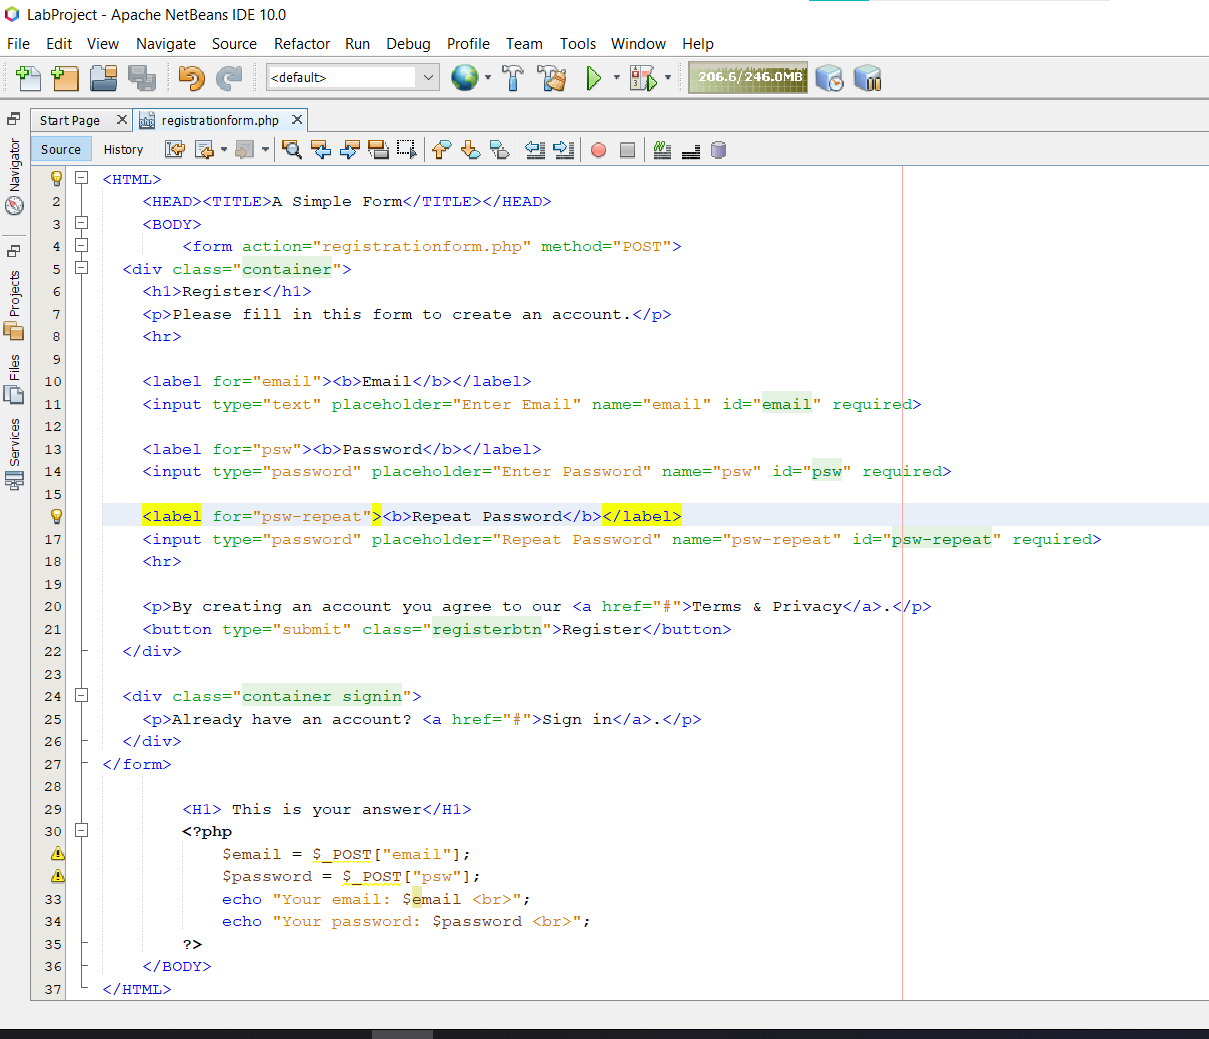 LabProject - Apache NetBeans IDE 10.0
File Edit View Navigate Source Refactor Run Debug Profile Team Tools Window Help
<default> 206.6/246.0MB
Start Page registrationform.php
Source History
Navigator
Projects
Files
Services
<HTML>
2 <HEAD><TITLE>A Simple Form</TITLE></HEAD>
3 <BODY>
4 <form action="registrationform.php" method="POST">
5 <div class="container">
6 <h1>Register</h1>
7 <p>Please fill in this form to create an account.</p>
8 <hr>
9
10 <label for="email"><b>Email</b></label>
11 <input type="text" placeholder="Enter Email" name="email" id="email" required>
12
13 <label for="psw"><b>Password</b></label>
14 <input type="password" placeholder="Enter Password" name="psw" id="psw" required>
15
<label for="psw-repeat"><b>Repeat Password</b></label>
17 <input type="password" placeholder="Repeat Password" name="psw-repeat" id="psw-repeat" required>
18 <hr>
19
20 <p>By creating an account you agree to our <a href="#">Terms & Privacy</a>.</p>
21 <button type="submit" class="registerbtn">Register</button>
22 </div>
23
24 <div class="container signin">
25 <p>Already have an account? <a href="#">Sign in</a>.</p>
26 </div>
27 </form>
28
29 <H1> This is your answer</H1>
30 <?php
$email = $_POST["email"];
$password = $_POST["psw"];
33 echo "Your email: $email <br>";
34 echo "Your password: $password <br>";
35 ?>
36 </BODY>
37 </HTML>